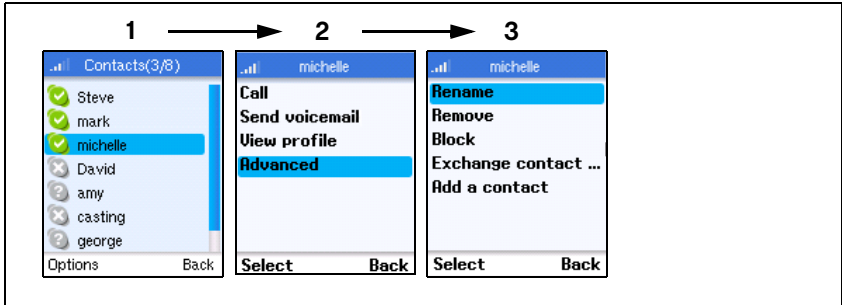 1 2 3
Contacts(3/8)
Steve
mark
michelle
David
amy
casting
george
Options Back
michelle
Call
Send voicemail
View profile
Advanced
Select Back
michelle
Rename
Remove
Block
Exchange contact ...
Add a contact
Select Back